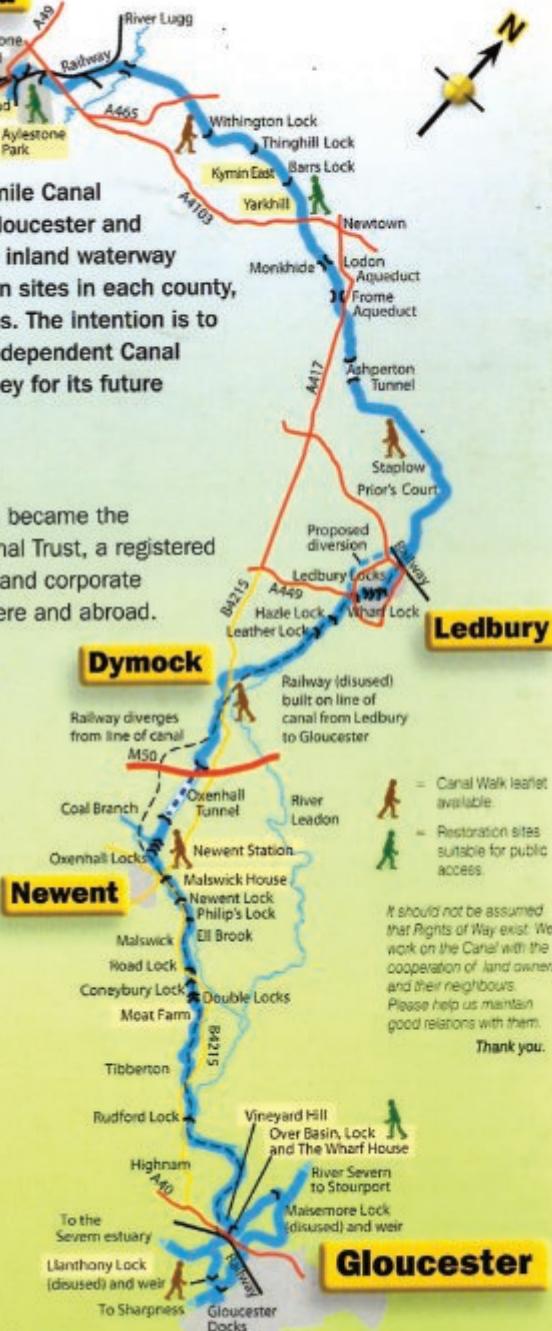 A49
River Lugg
Railway
N
A465
Aylestone
Park
Withington Lock
Thinghill Lock
Barrs Lock
Kymin East
Yarkhill
A4103
mile Canal
loucester and
inland waterway
n sites in each county,
s. The intention is to
dependent Canal
ey for its future
Newtown
Monkhide
Lodon
Aqueduct
Frome
Aqueduct
A417
Ashperton
Tunnel
Staplow
Prior's Court
became the
nal Trust, a registered
and corporate
ere and abroad.
Proposed
diversion
Railway
Ledbury Locks
B4215
A449
Hazle Lock
Wharf Lock
Leather Lock
Ledbury
Dymock
Railway (disused)
built on line of
canal from Ledbury
to Gloucester
Railway diverges
from line of canal
M50
Oxenhall
Tunnel
River
Leadon
Coal Branch
= Canal Walk leaflet
available.
Oxenhall Locks
Newent Station
= Restoration sites
suitable for public
access.
Newent
Malswick House
Newent Lock
Philip's Lock
Ell Brook
Malswick
Road Lock
Coneybury Lock
Double Locks
Moat Farm
B4215
It should not be assumed
that Rights of Way exist. We
work on the Canal with the
cooperation of land owners
and their neighbours.
Please help us maintain
good relations with them.
Thank you.
Tibberton
Rudford Lock
Vineyard Hill
Over Basin, Lock
and The Wharf House
Highnam
A40
River Severn
to Stourport
Maisemore Lock
(disused) and weir
To the
Severn estuary
Llanthony Lock
(disused) and weir
Railway
Gloucester
To Sharpness
Gloucester
Docks